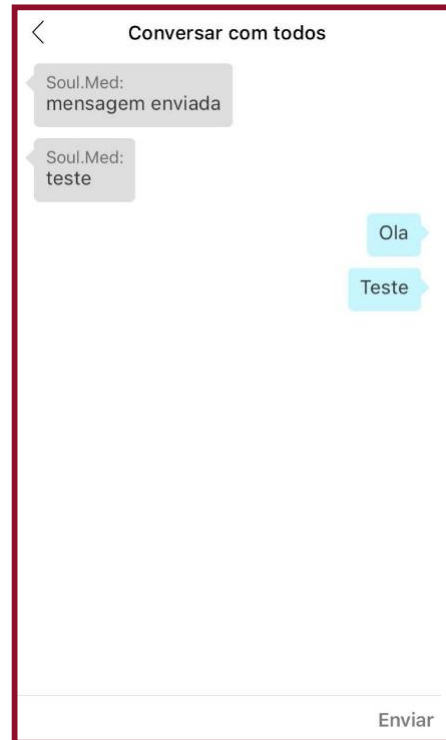 Conversar com todos
Soul.Med:
mensagem enviada
Soul.Med:
teste
Ola
Teste
Enviar